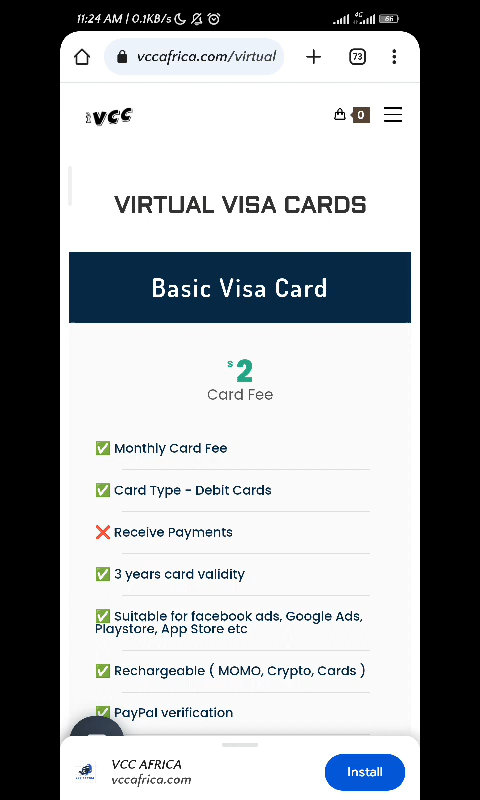 11:24 AM | 0.1KB/s
4G
vccafrica.com/virtual
73
VCC
0
VIRTUAL VISA CARDS
Basic Visa Card
$2
Card Fee
✅ Monthly Card Fee
✅ Card Type - Debit Cards
❌ Receive Payments
✅ 3 years card validity
✅ Suitable for facebook ads, Google Ads,
Playstore, App Store etc
✅ Rechargeable ( MOMO, Crypto, Cards )
✅ PayPal verification
VCC AFRICA
vccafrica.com
Install